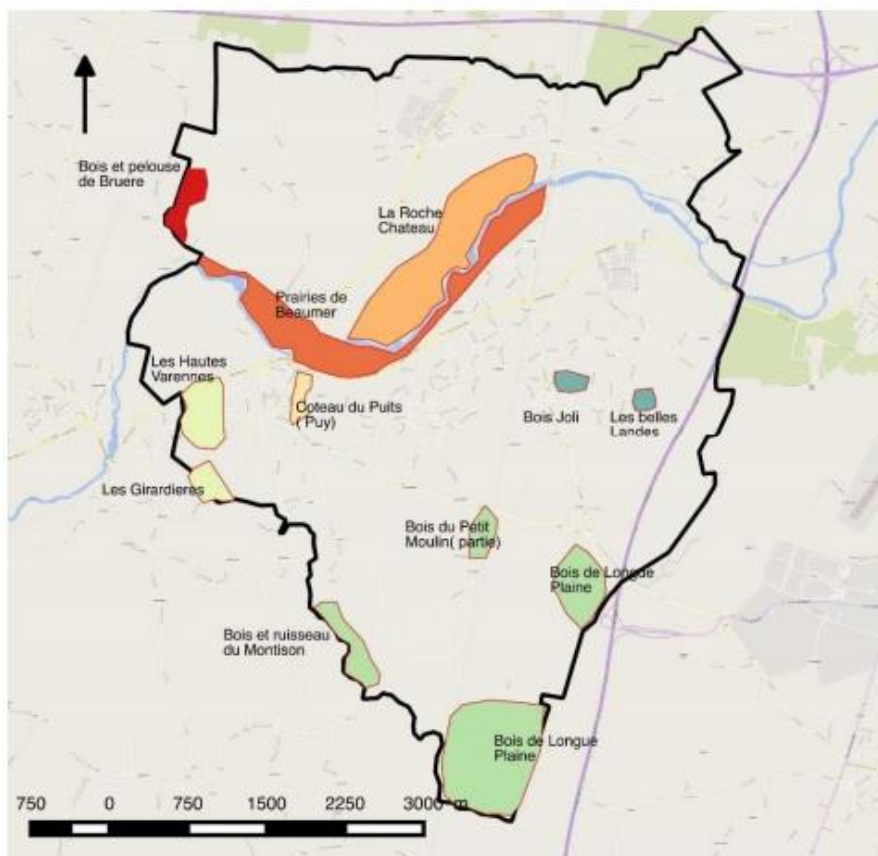 Bois et pelouse
de Bruere
La Roche
Chateau
Prairies de
Beaumer
Les Hautes
Varennes
Coteau du Puits
( Puy)
Bois Joli
Les belles
Landes
Les Girardieres
Bois du Petit
Moulin( partie)
Bois de Longue
Plaine
Bois et ruisseau
du Montison
Bois de Longue
Plaine
750 0 750 1500 2250 3000 m